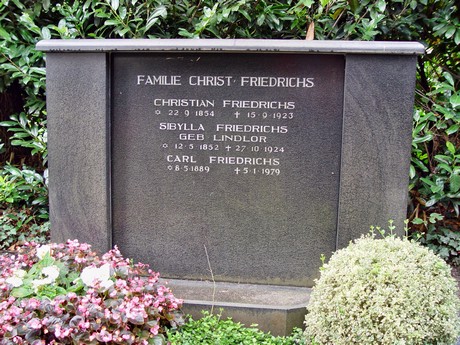 FAMILIE CHRIST. FRIEDRICHS
CHRISTIAN FRIEDRICHS
☼ 22.9.1854 ✝ 15.9.1923
SIBYLLA FRIEDRICHS
GEB LINDLOR
☼ 12.5.1852 ✝ 27.10.1924
CARL FRIEDRICHS
☼ 8.5.1889 ✝ 5.1.1979